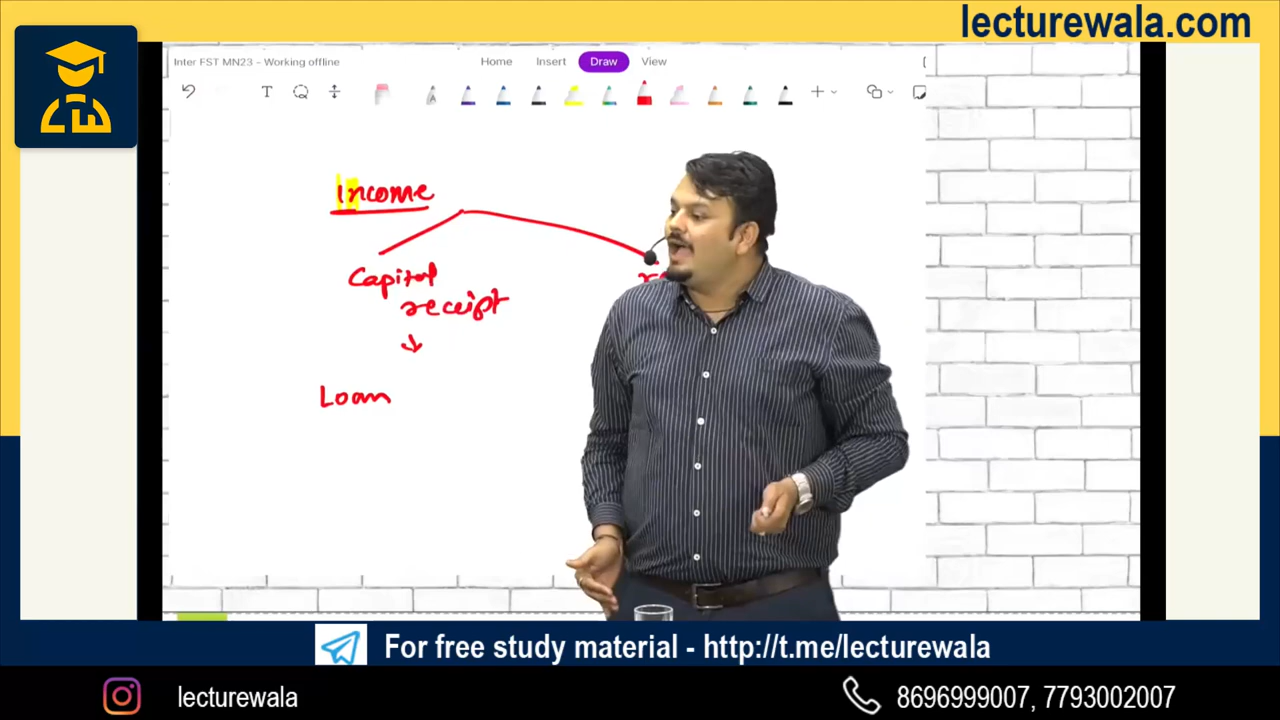 lecturewala.com
Inter FST MN23 – Working offline
Home Insert Draw View
T
Income
Capital
receipt
Loan
For free study material - http://t.me/lecturewala
lecturewala
8696999007, 7793002007